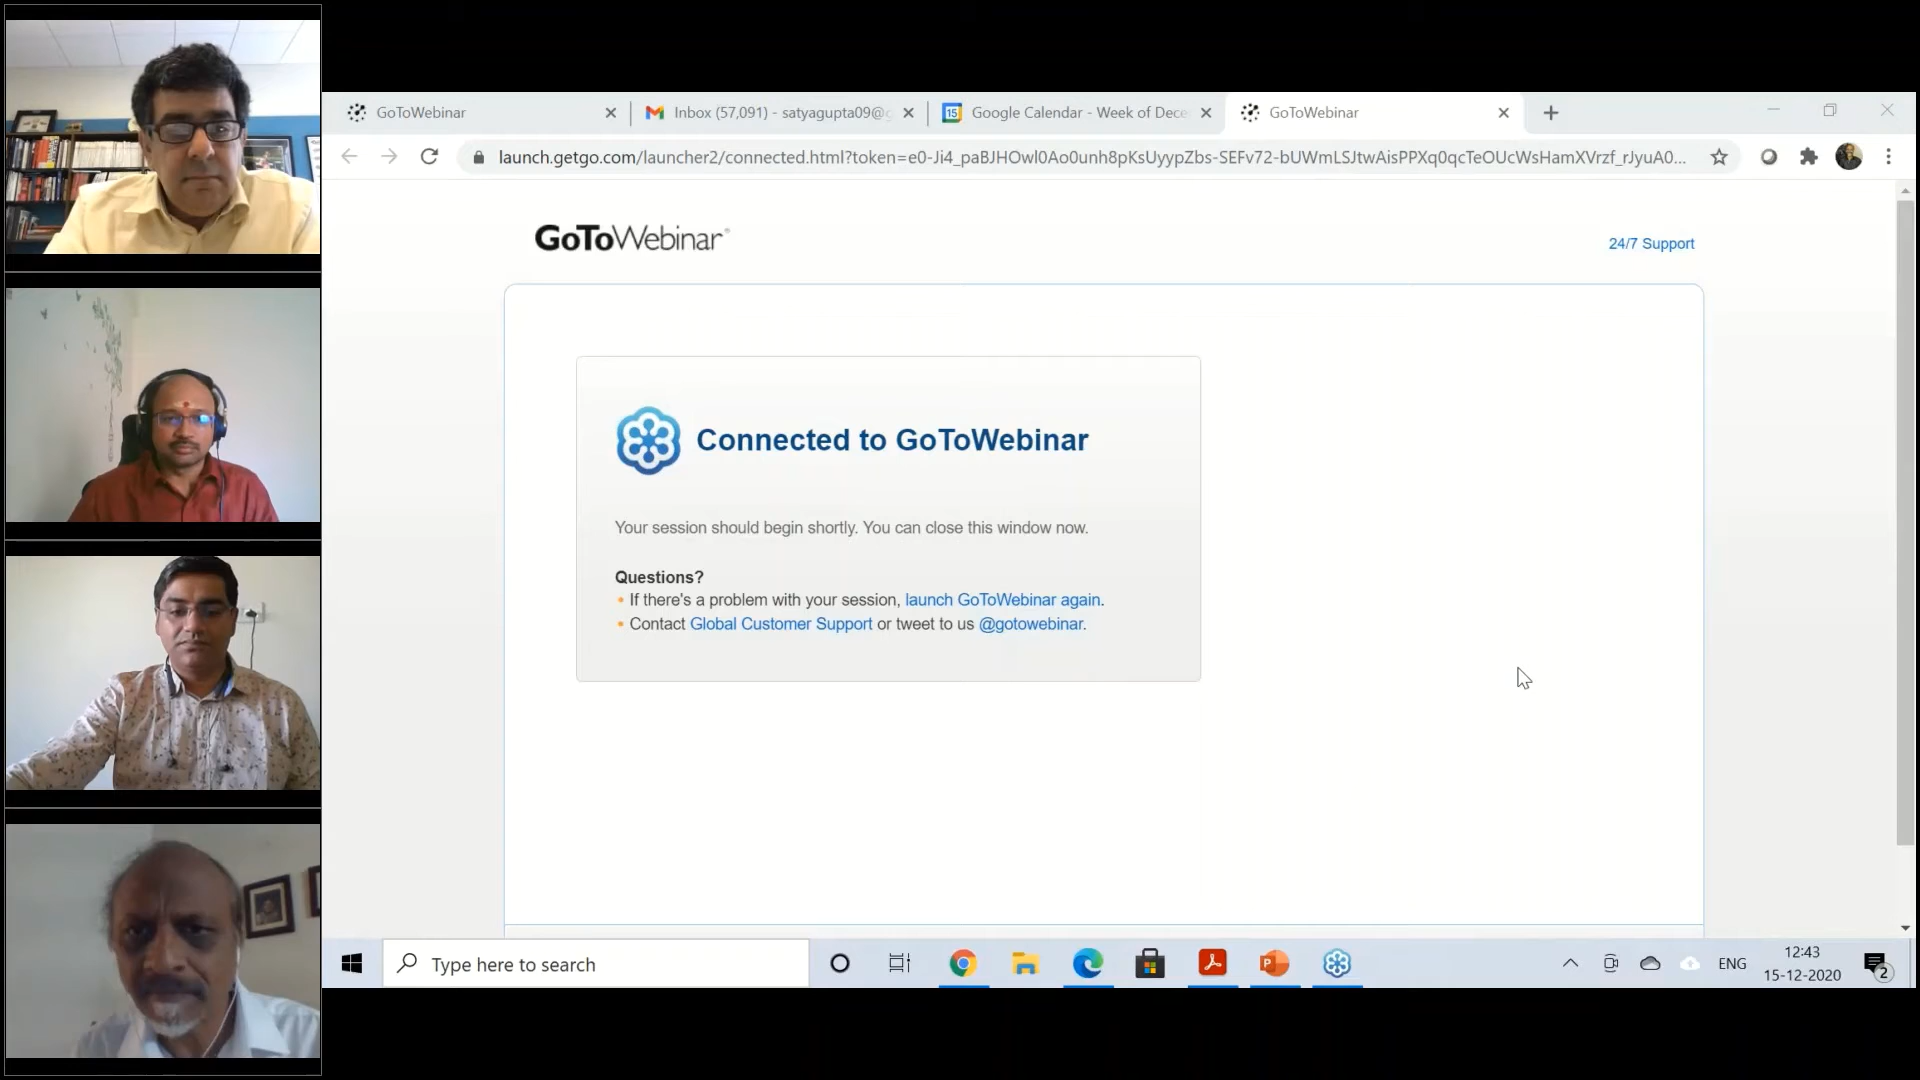 GoToWebinar
Inbox (57,091) - satyagupta09@g
Google Calendar - Week of Dece
GoToWebinar
launch.getgo.com/launcher2/connected.html?token=e0-Ji4_paBJHOwl0Ao0unh8pKsUyypZbs-SEFv72-bUWmLSJtwAisPPXq0qcTeOUcWsHamXVrzf_rJyuA0...
GoToWebinar
24/7 Support
Connected to GoToWebinar
Your session should begin shortly. You can close this window now.
Questions?
• If there's a problem with your session, launch GoToWebinar again.
• Contact Global Customer Support or tweet to us @gotowebinar.
Type here to search
ENG
12:43
15-12-2020
2